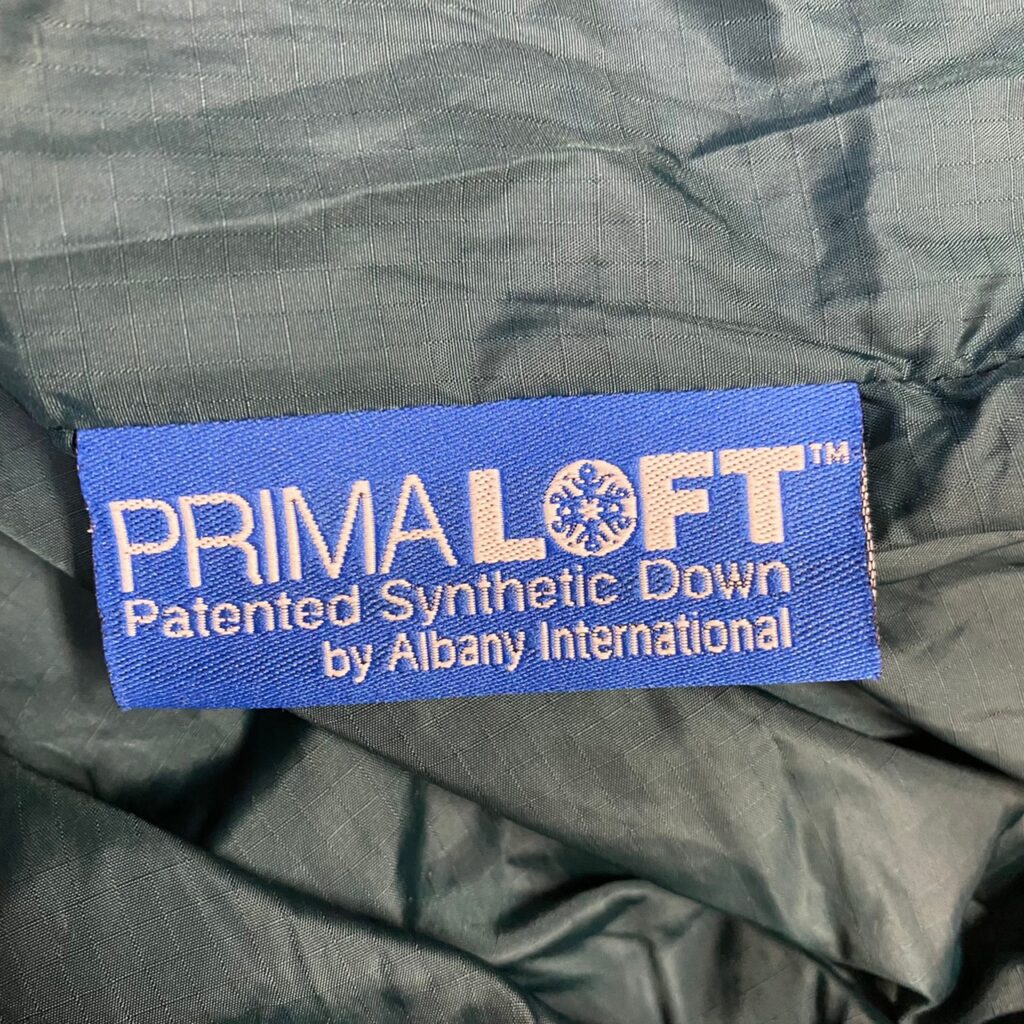 PRIMALOFT™
Patented Synthetic Down
by Albany International